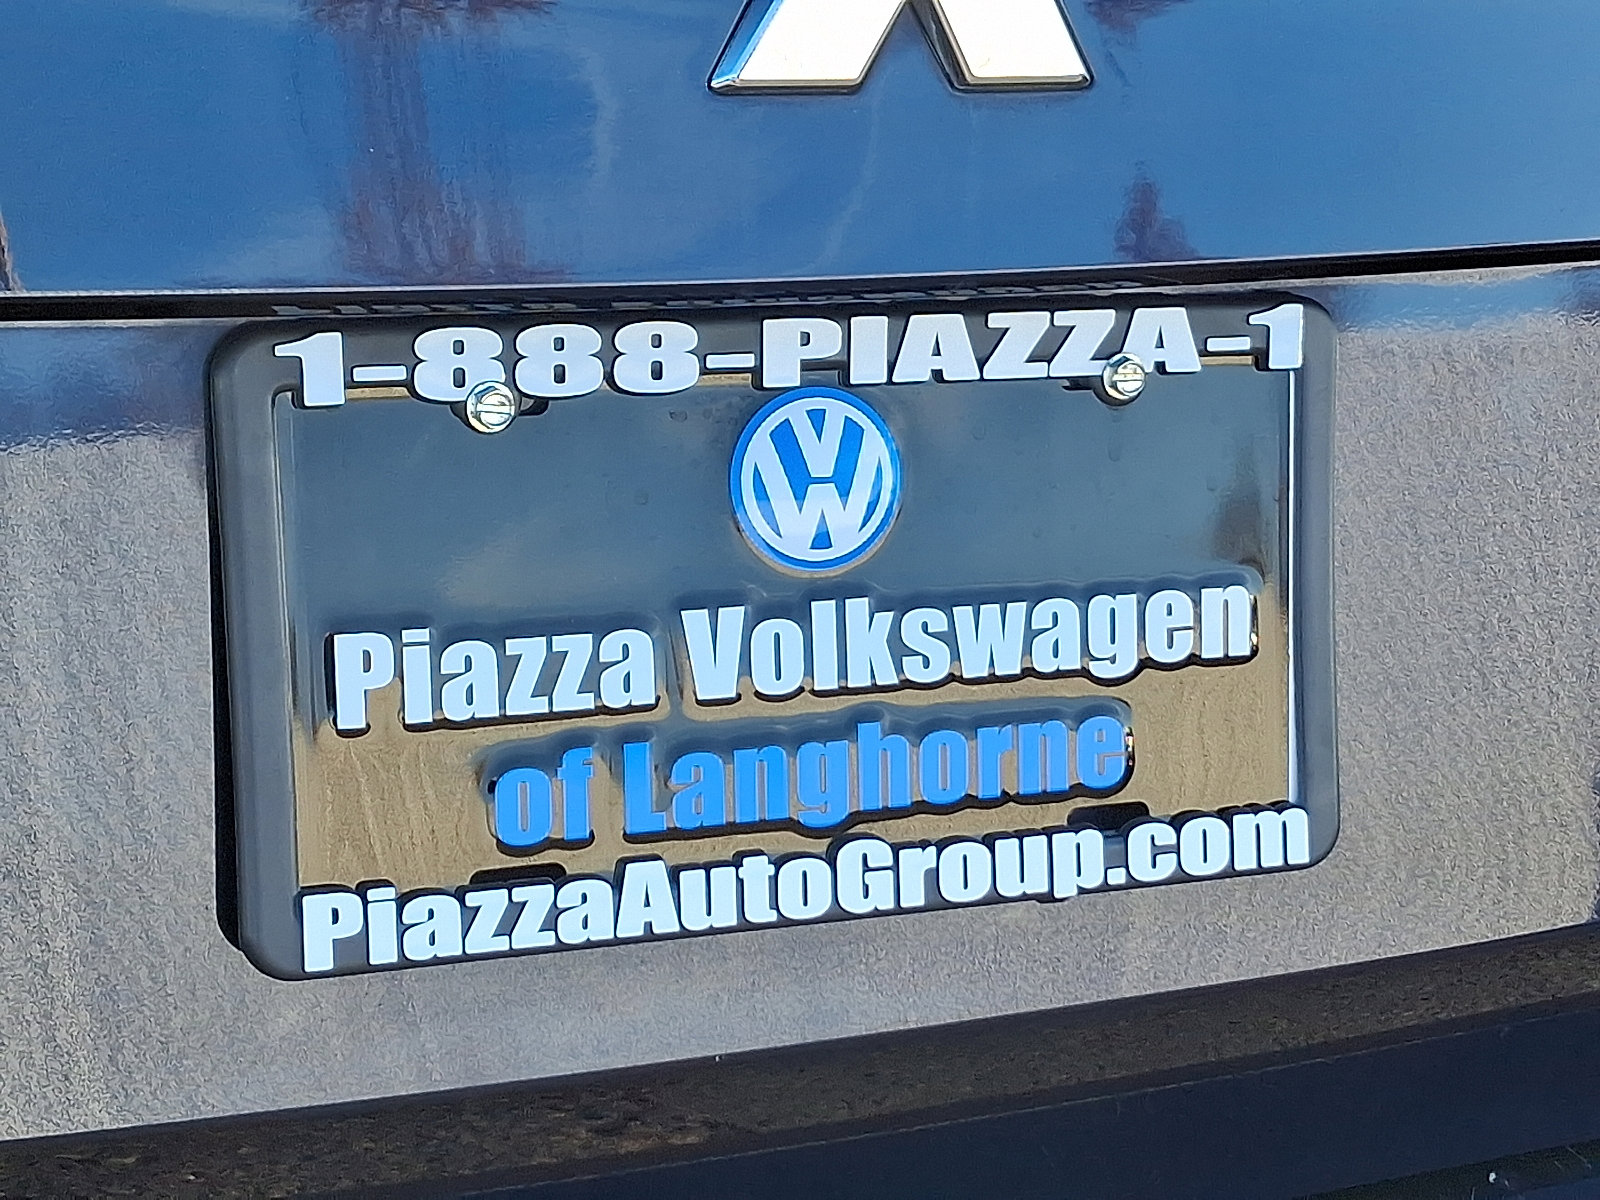 1-888-PIAZZA-1
Piazza Volkswagen
of Langhorne
PiazzaAutoGroup.com